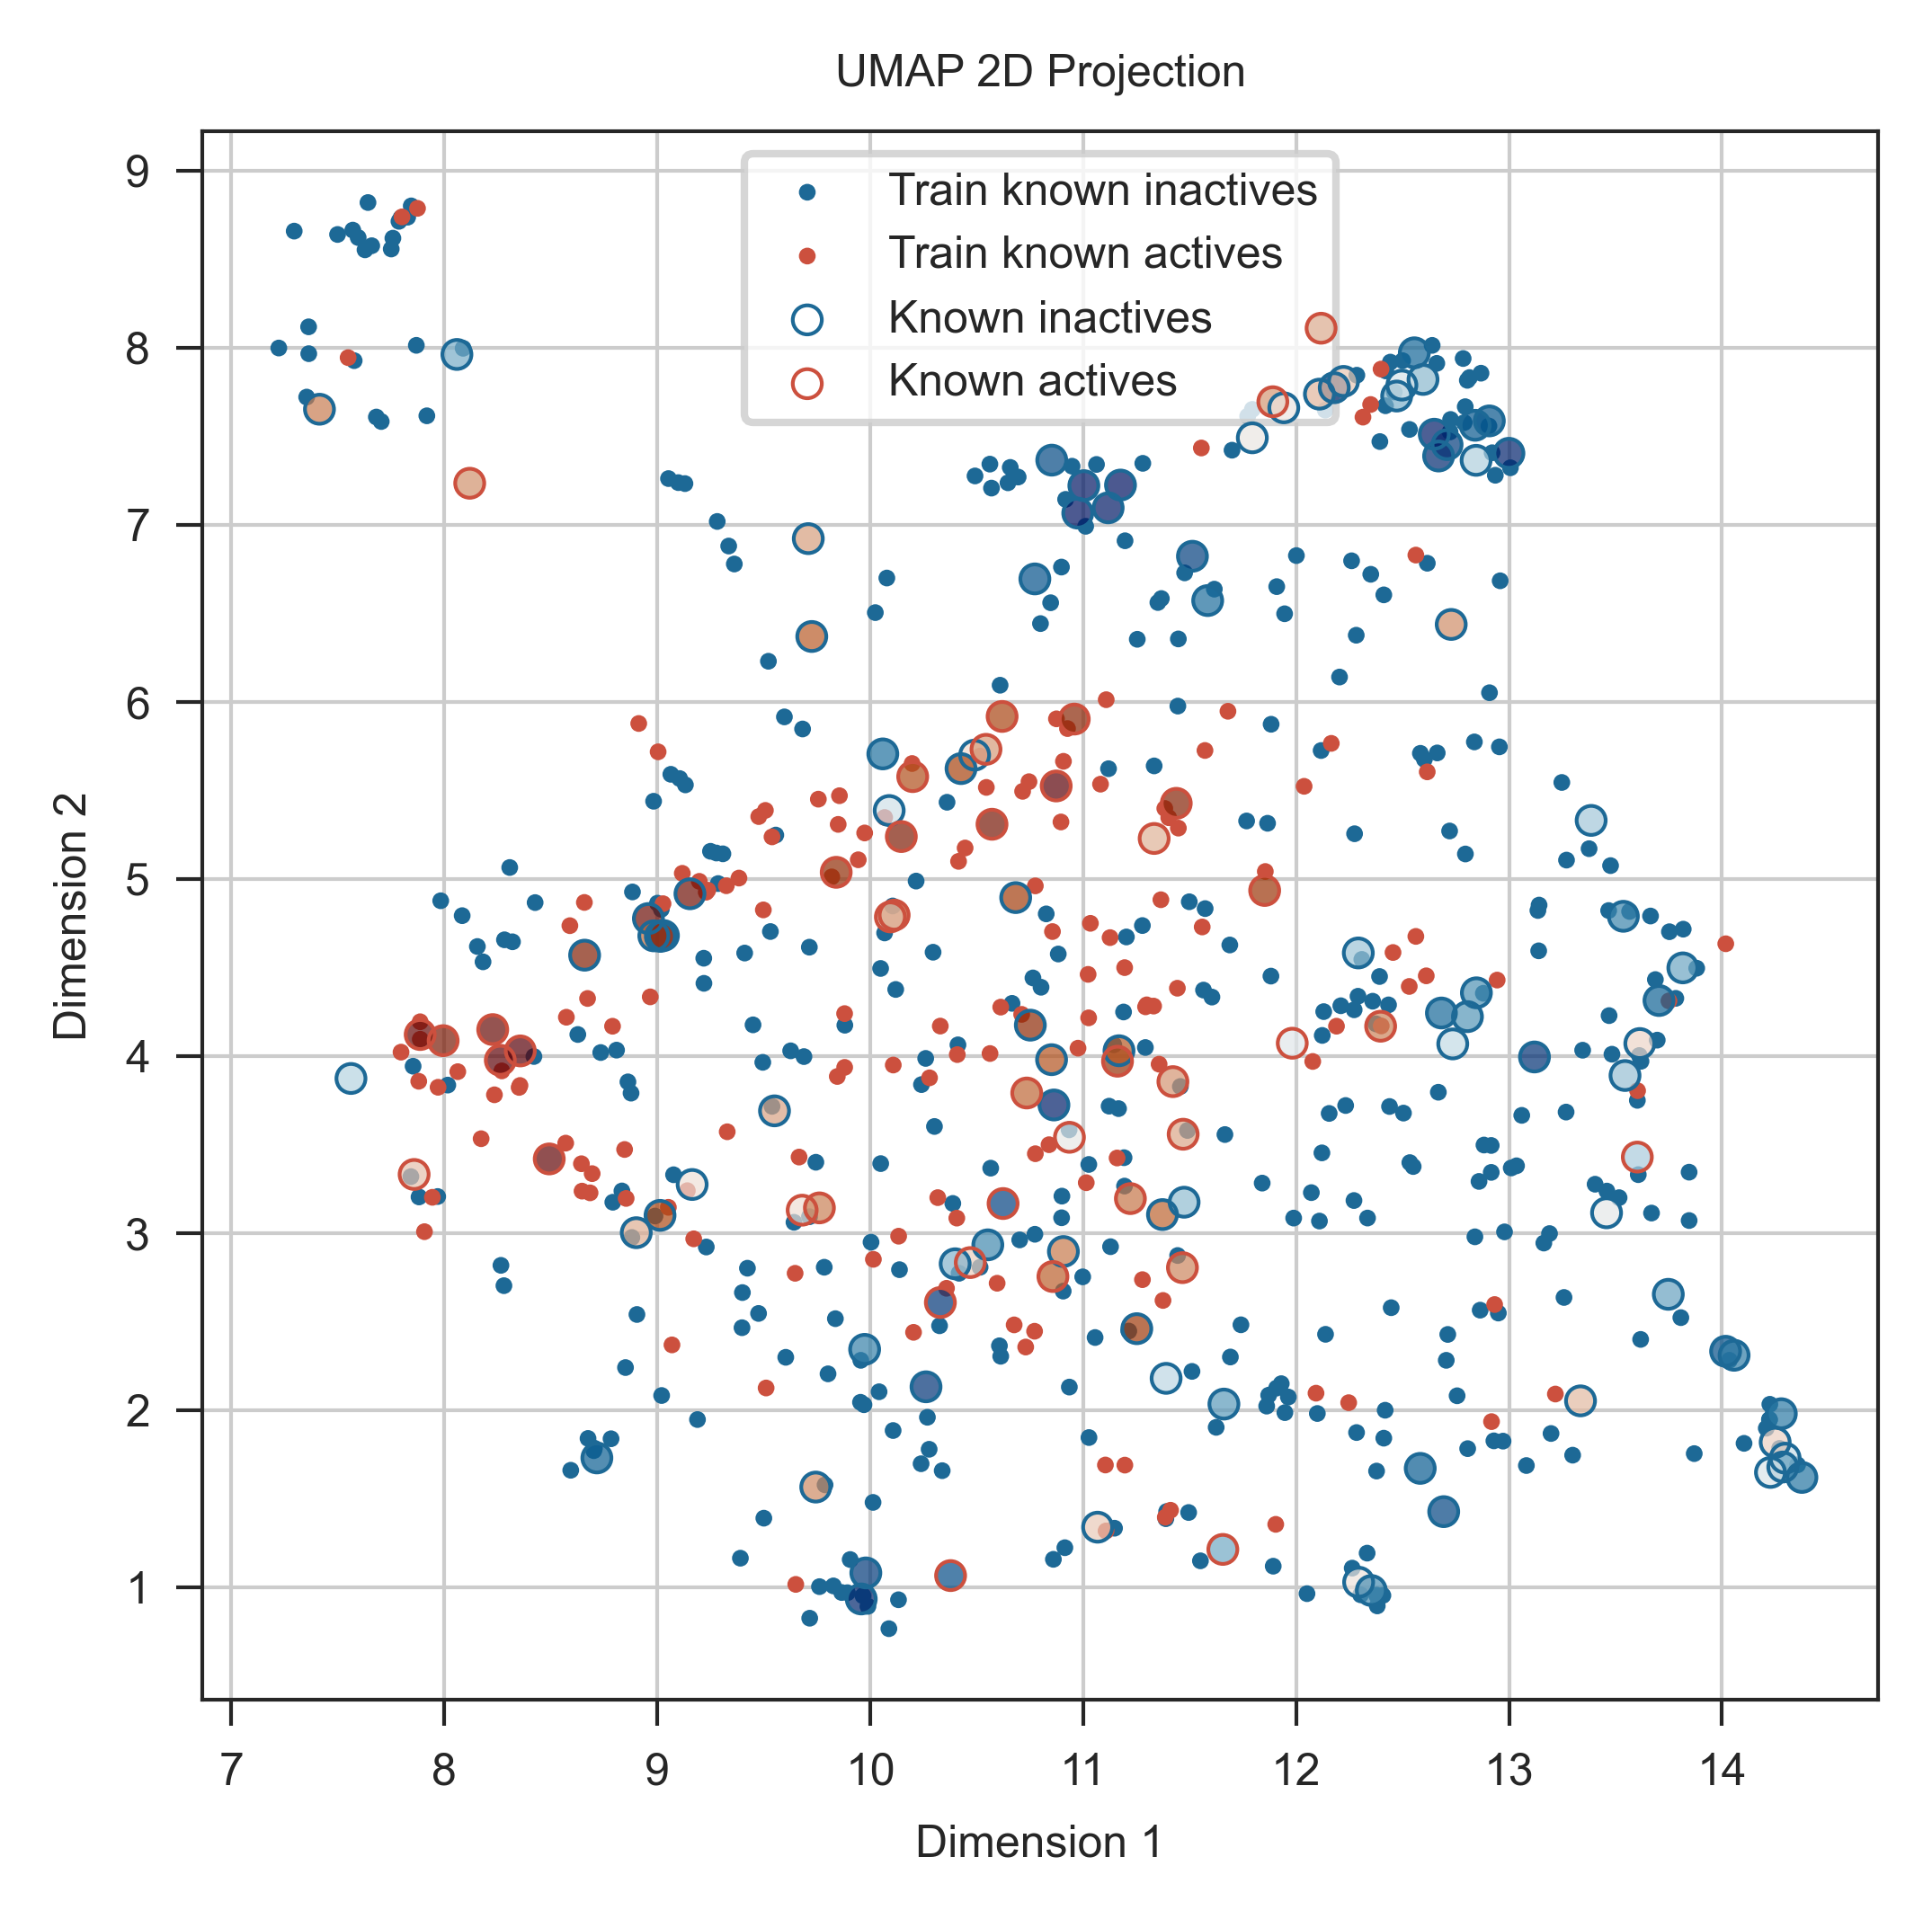 UMAP 2D Projection
Train known inactives
Train known actives
Known inactives
Known actives
9
8
7
6
5
4
3
2
1
Dimension 2
7 8 9 10 11 12 13 14
Dimension 1